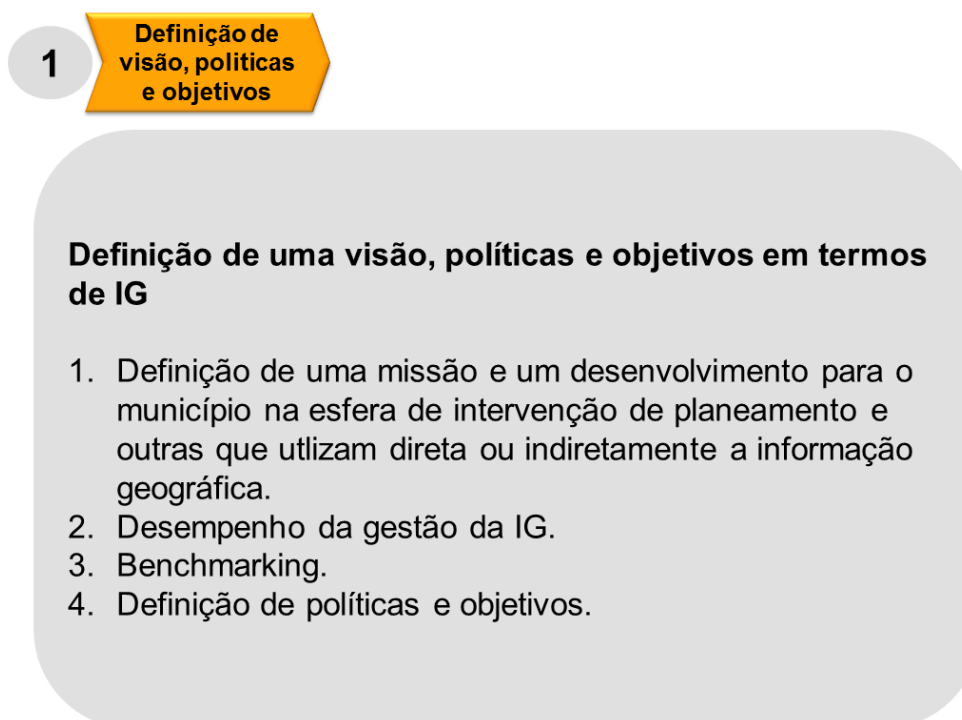 1
Definição de
visão, politicas
e objetivos
Definição de uma visão, políticas e objetivos em termos
de IG
1. Definição de uma missão e um desenvolvimento para o
município na esfera de intervenção de planeamento e
outras que utlizam direta ou indiretamente a informação
geográfica.
2. Desempenho da gestão da IG.
3. Benchmarking.
4. Definição de políticas e objetivos.